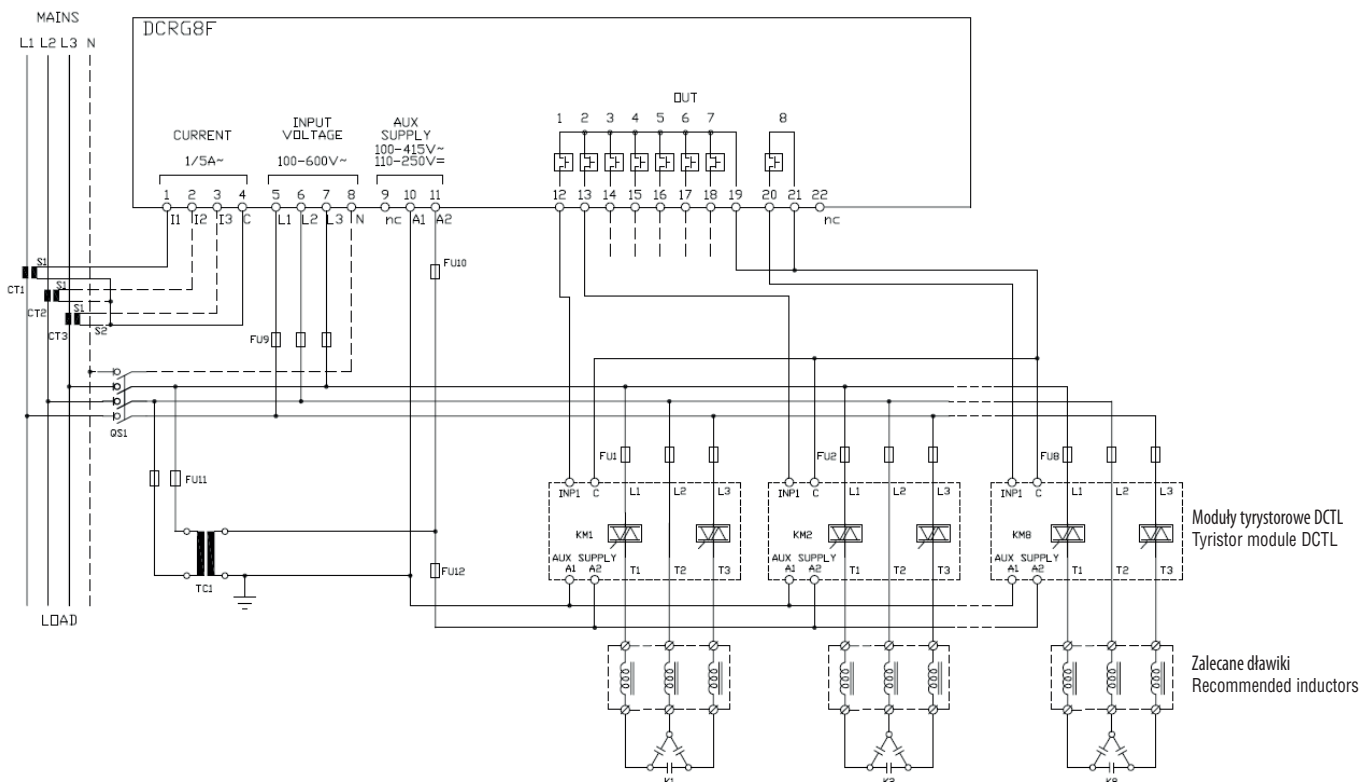 MAINS
L1 L2 L3 N
DCRG8F
OUT
1 2 3 4 5 6 7 8
CURRENT
1/5A~
INPUT
VOLTAGE
100-600V~
AUX
SUPPLY
100-415V~
110-250V=
1 2 3 4 5 6 7 8 9 10 11 12 13 14 15 16 17 18 19 20 21 22
I1 I2 I3 C L1 L2 L3 N nc A1 A2 nc
S1
CT1
S1
CT2
S1
CT3
S2
FU10
FU9
QS1
FU11
FU12
TC1
LOAD
FU1 FU2 FU8
INP1 C L1 L2 L3 INP1 C L1 L2 L3 INP1 C L1 L2 L3
KM1 KM2 KM8
AUX SUPPLY AUX SUPPLY AUX SUPPLY
A1 A2 T1 T2 T3 A1 A2 T1 T2 T3 A1 A2 T1 T2 T3
Moduły tyrystorowe DCTL
Tyristor module DCTL
Zalecane dławiki
Recommended inductors
K1